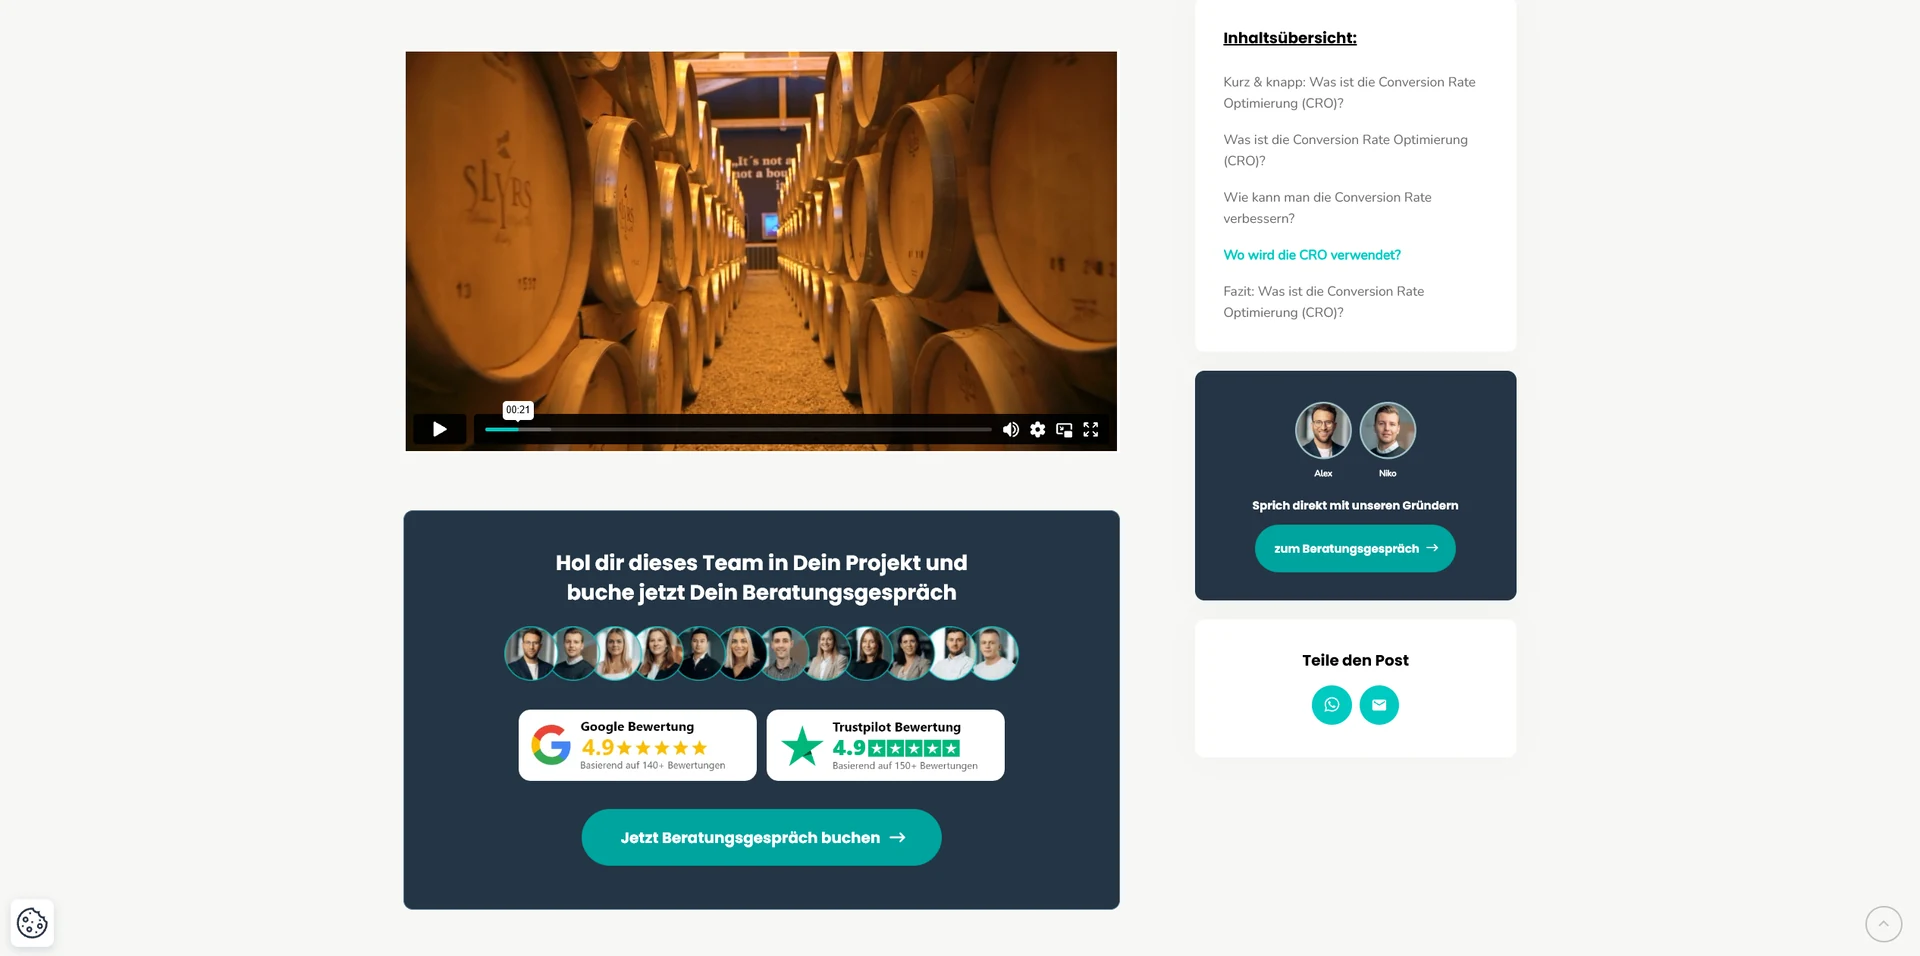 SLYRS
SLYRS
„It´s not a
not a bou
00:21
Hol dir dieses Team in Dein Projekt und
buche jetzt Dein Beratungsgespräch
Google Bewertung
4.9
Basierend auf 140+ Bewertungen
Trustpilot Bewertung
4.9
Basierend auf 150+ Bewertungen
Jetzt Beratungsgespräch buchen
Inhaltsübersicht:
Kurz & knapp: Was ist die Conversion Rate
Optimierung (CRO)?
Was ist die Conversion Rate Optimierung
(CRO)?
Wie kann man die Conversion Rate
verbessern?
Wo wird die CRO verwendet?
Fazit: Was ist die Conversion Rate
Optimierung (CRO)?
Alex
Niko
Sprich direkt mit unseren Gründern
zum Beratungsgespräch
Teile den Post